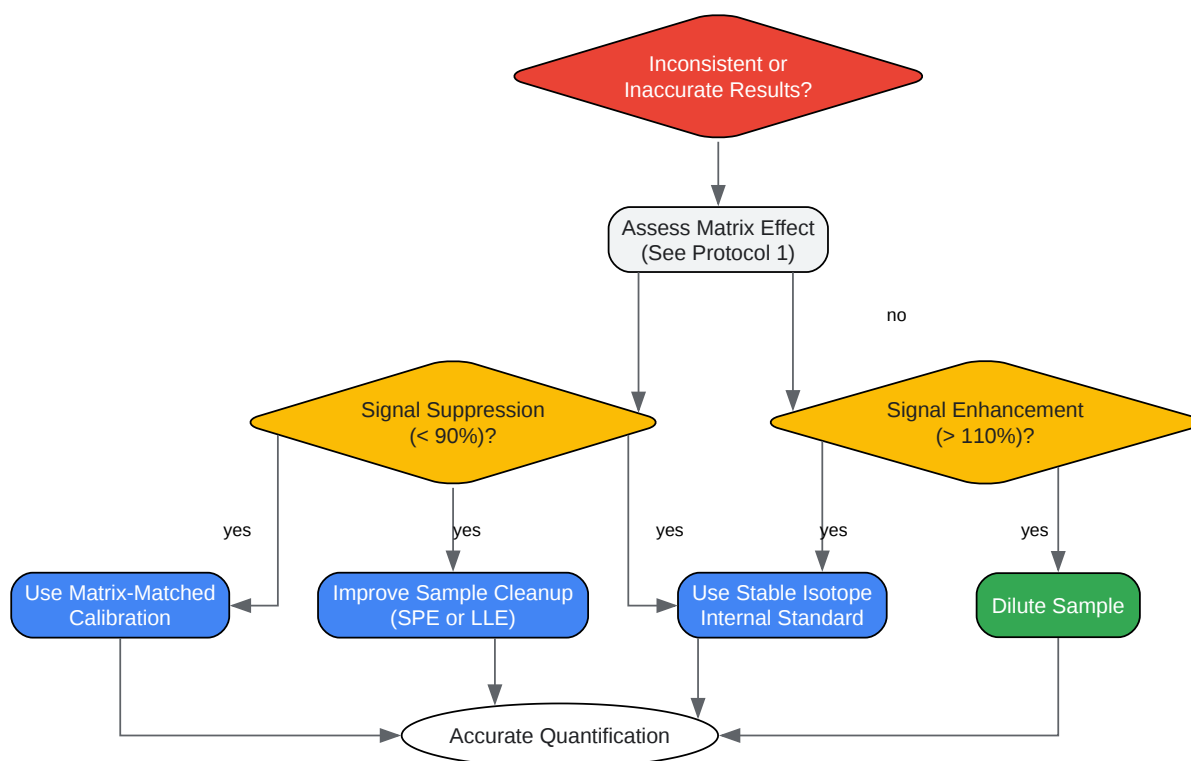 Inconsistent or
Inaccurate Results?
Assess Matrix Effect
(See Protocol 1)
no
Signal Suppression
(< 90%)?
Signal Enhancement
(> 110%)?
yes
yes
yes
yes
yes
Use Matrix-Matched
Calibration
Improve Sample Cleanup
(SPE or LLE)
Use Stable Isotope
Internal Standard
Dilute Sample
Accurate Quantification